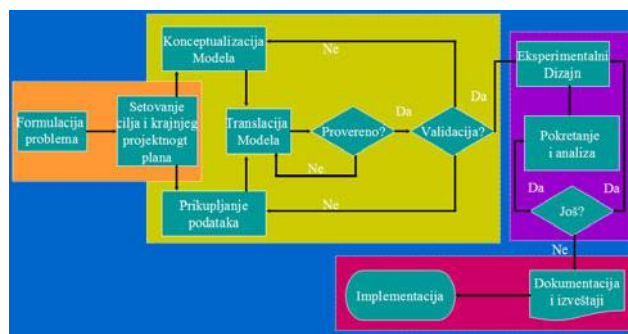 Formulacija
problema
Setovanje
cilja i krajnjeg
projektnogt
plana
Konceptualizacija
Modela
Ne
Translacija
Modela
Provereno?
Da
Validacija?
Ne
Prikupljanje
podataka
Ne
Da
Eksperimentalni
Dizajn
Pokretanje
i analiza
Da
Da
Još?
Ne
Dokumentacija
i izveštaji
Implementacija